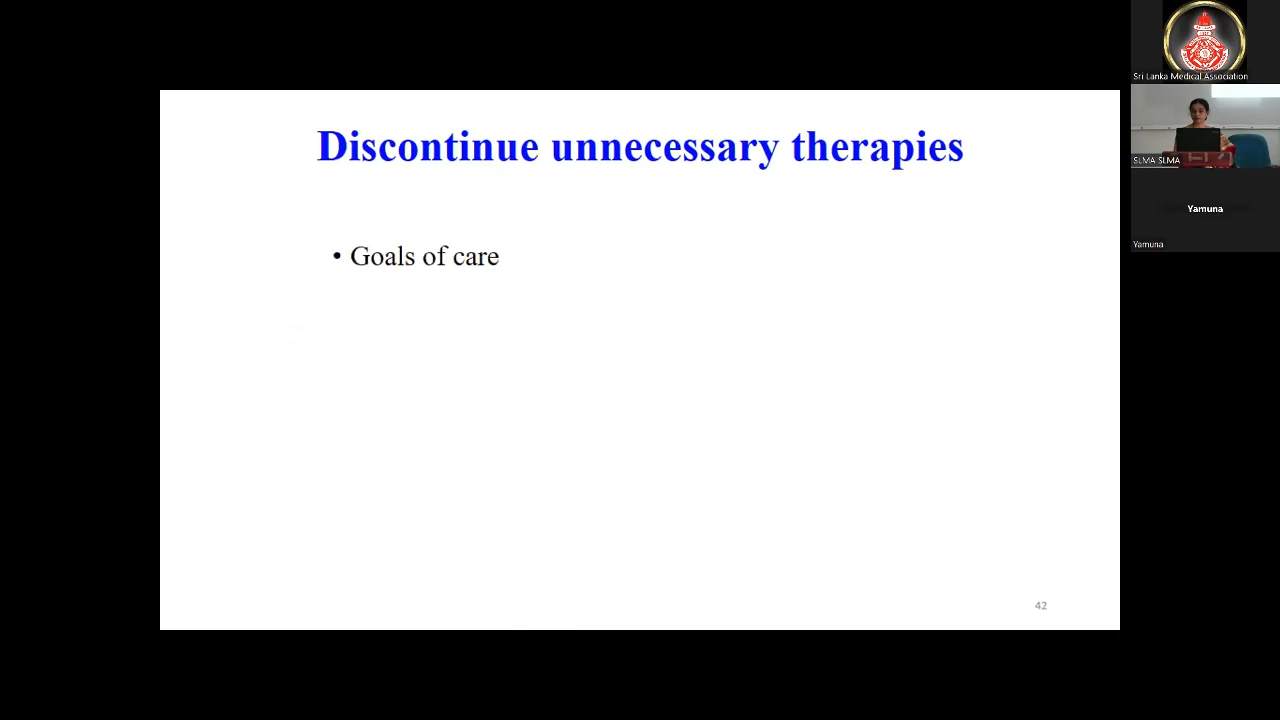 Discontinue unnecessary therapies
• Goals of care
42
Sri Lanka Medical Association
SLMA SLMA
Yamuna
Yamuna